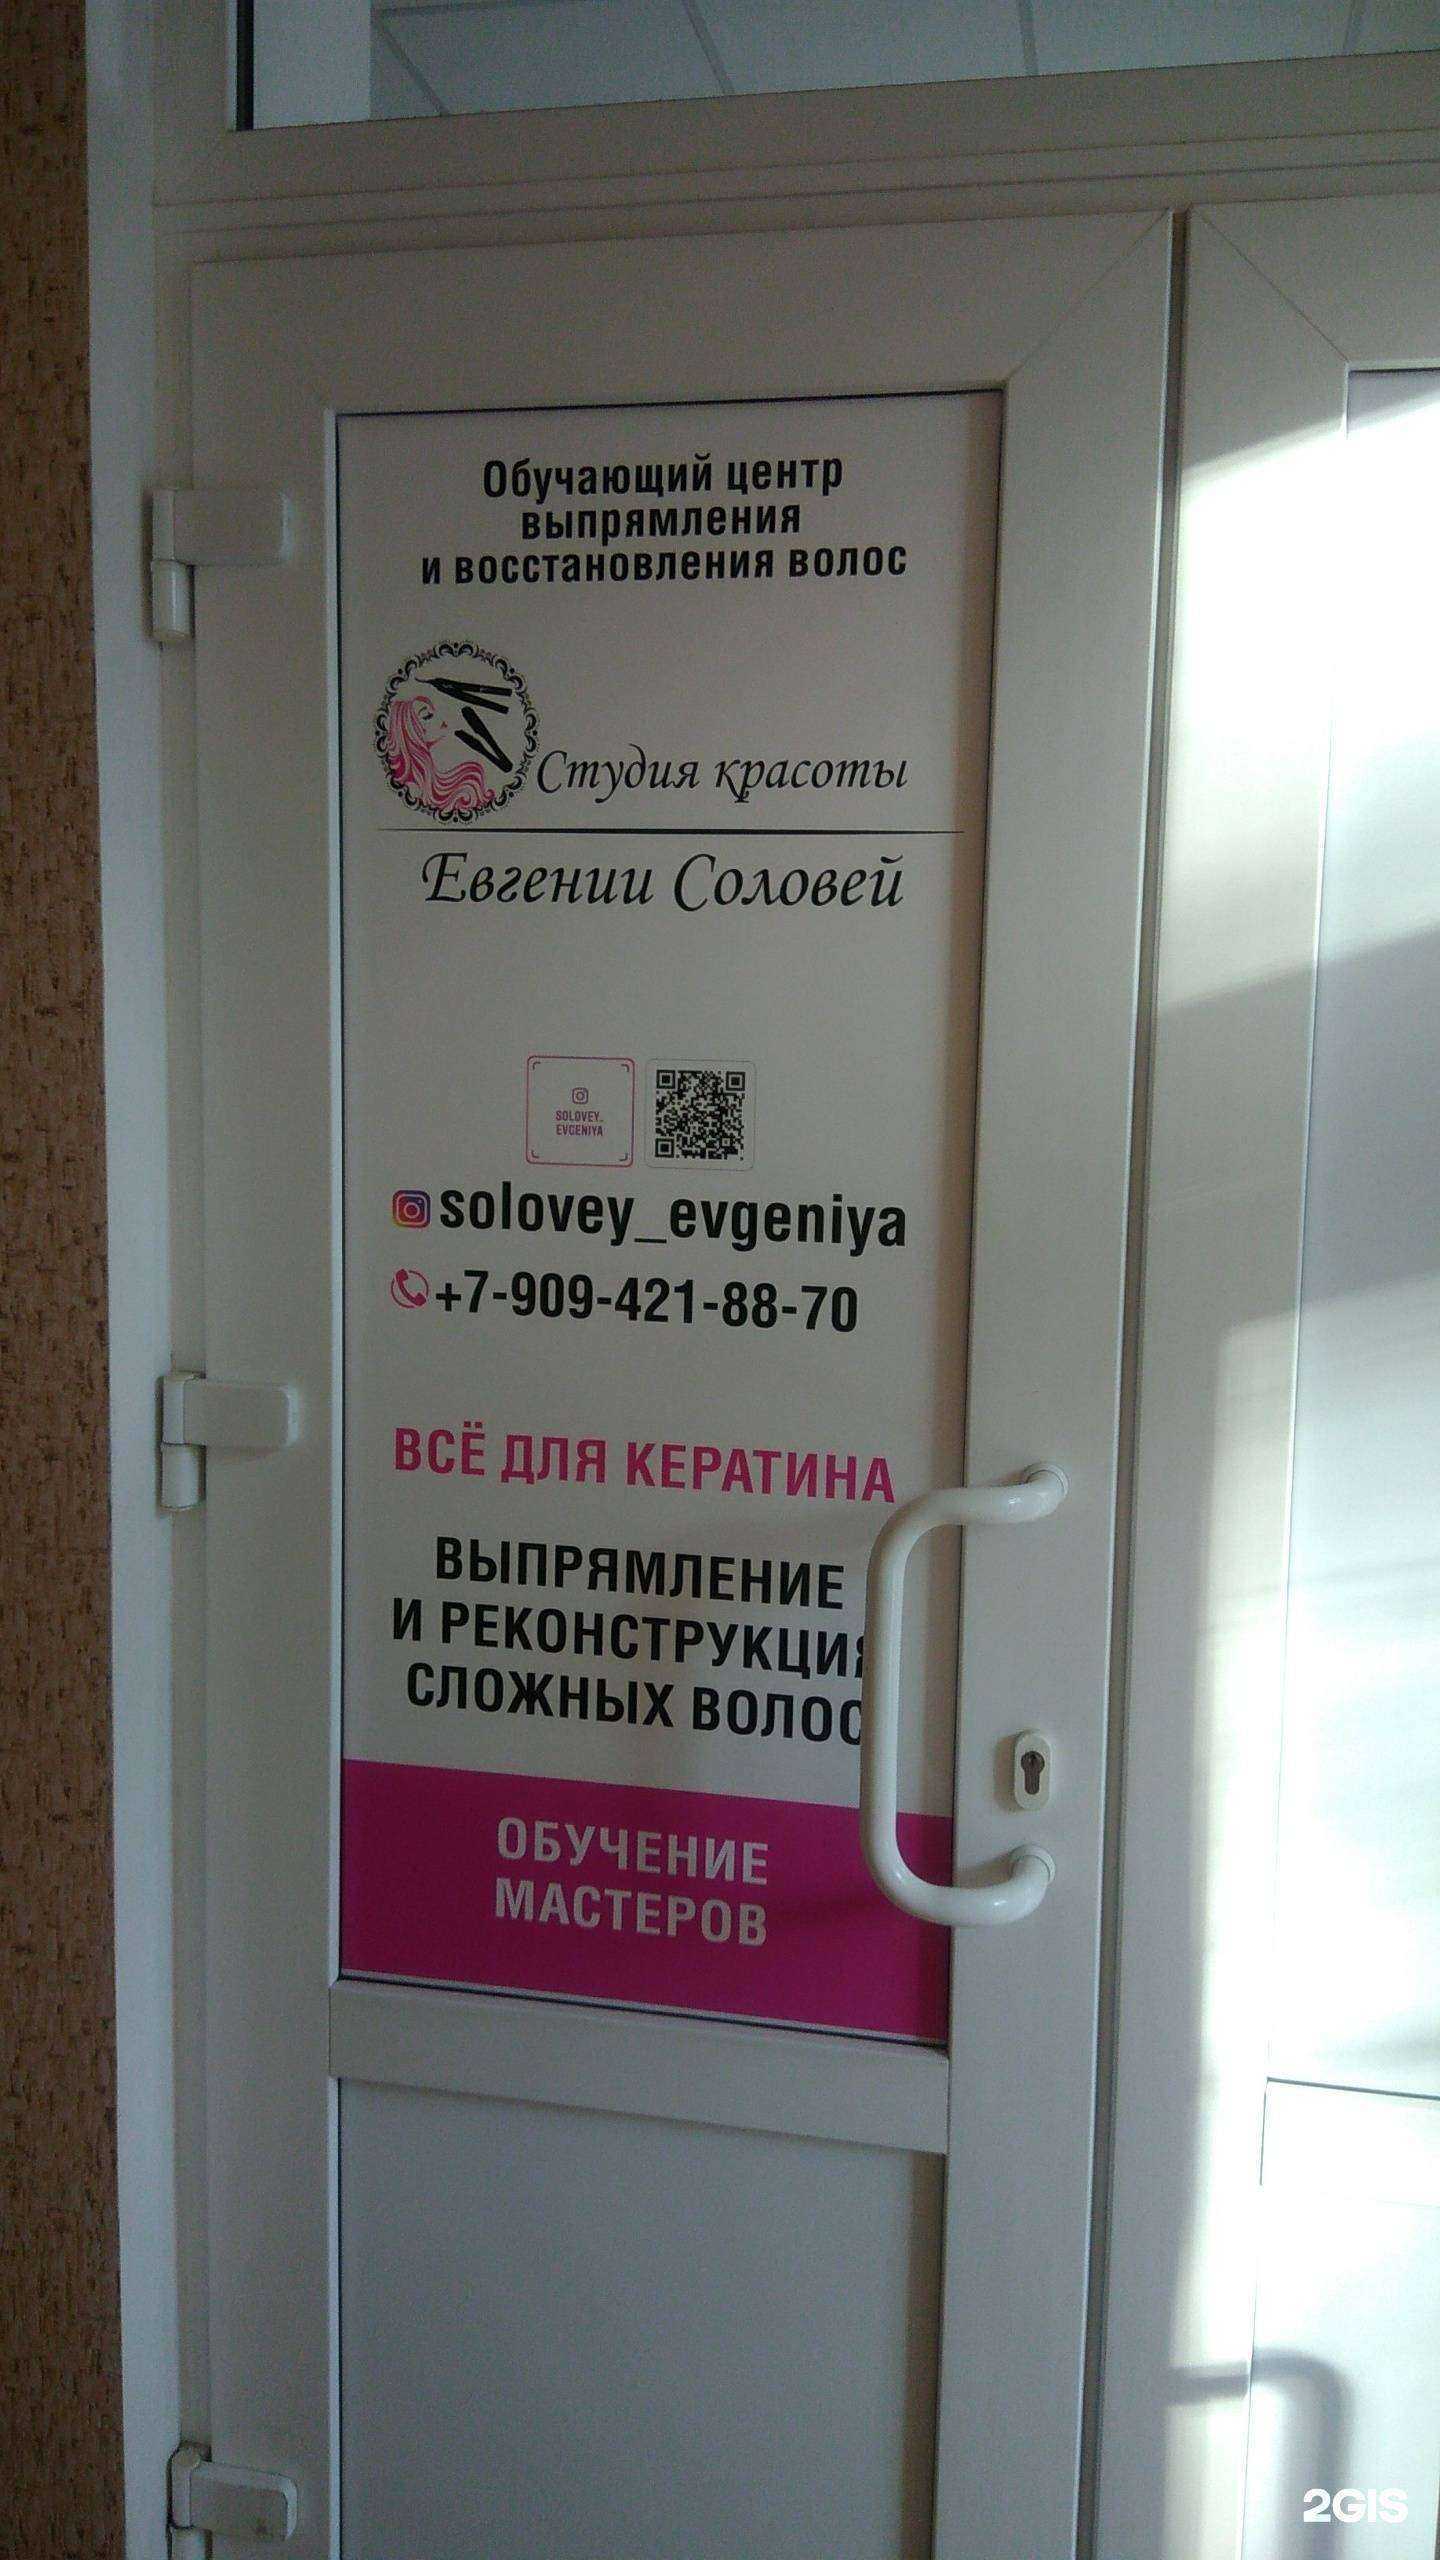 Обучающий центр
выпрямления
и восстановления волос
Студия красоты
Евгении Соловей
SOLOVEY_
EVGENIYA
solovey_evgeniya
+7-909-421-88-70
ВСЁ ДЛЯ КЕРАТИНА
ВЫПРЯМЛЕНИЕ
И РЕКОНСТРУКЦИЯ
СЛОЖНЫХ ВОЛОС
ОБУЧЕНИЕ
МАСТЕРОВ
2GIS